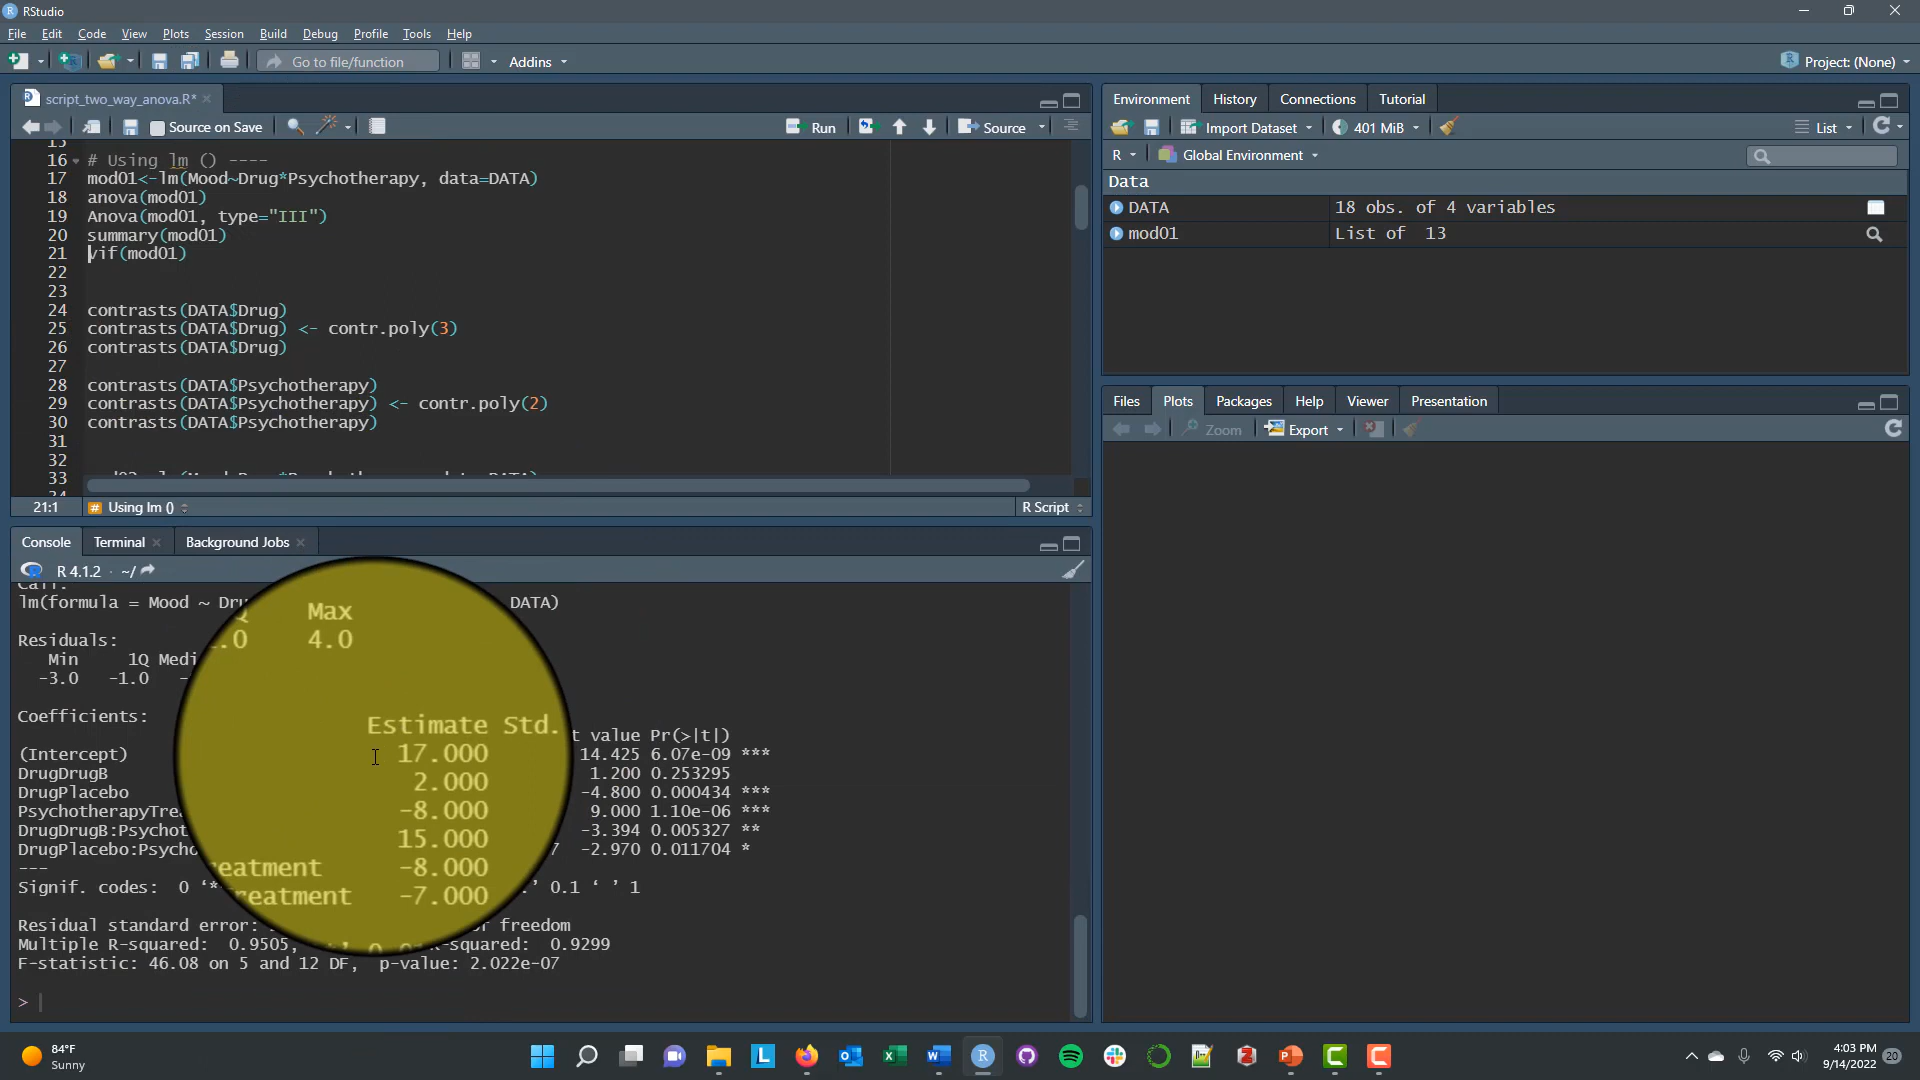 RStudio
File Edit Code View Plots Session Build Debug Profile Tools Help
Go to file/function Addins Project: (None)
script_two_way_anova.R*
Source on Save Run Source
15
16 # Using lm () ----
17 mod01<-lm(Mood~Drug*Psychotherapy, data=DATA)
18 anova(mod01)
19 Anova(mod01, type="III")
20 summary(mod01)
21 vif(mod01)
22
23
24 contrasts(DATA$Drug)
25 contrasts(DATA$Drug) <- contr.poly(3)
26 contrasts(DATA$Drug)
27
28 contrasts(DATA$Psychotherapy)
29 contrasts(DATA$Psychotherapy) <- contr.poly(2)
30 contrasts(DATA$Psychotherapy)
31
32
33
21:1 # Using lm () R Script
Console Terminal Background Jobs
R 4.1.2 · ~/
Call:
lm(formula = Mood ~ DATA)
Residuals:
Min 1Q
-3.0 -1.0
Coefficients:
t value Pr(>|t|)
(Intercept) 14.425 6.07e-09 ***
DrugDrugB 1.200 0.253295
DrugPlacebo -4.800 0.000434 ***
9.000 1.10e-06 ***
-3.394 0.005327 **
-2.970 0.011704 *
---
Signif. codes: 0 ‘* ’ 0.1 ‘ ’ 1
Residual standard error: freedom
Multiple R-squared: 0.9505, R-squared: 0.9299
F-statistic: 46.08 on 5 and 12 DF, p-value: 2.022e-07
>
Max
4.0
Estimate Std.
17.000
2.000
-8.000
15.000
-8.000
-7.000
Environment History Connections Tutorial
Import Dataset 401 MiB List
R Global Environment
Data
DATA 18 obs. of 4 variables
mod01 List of 13
Files Plots Packages Help Viewer Presentation
Zoom Export
84°F
Sunny
4:03 PM
9/14/2022
20